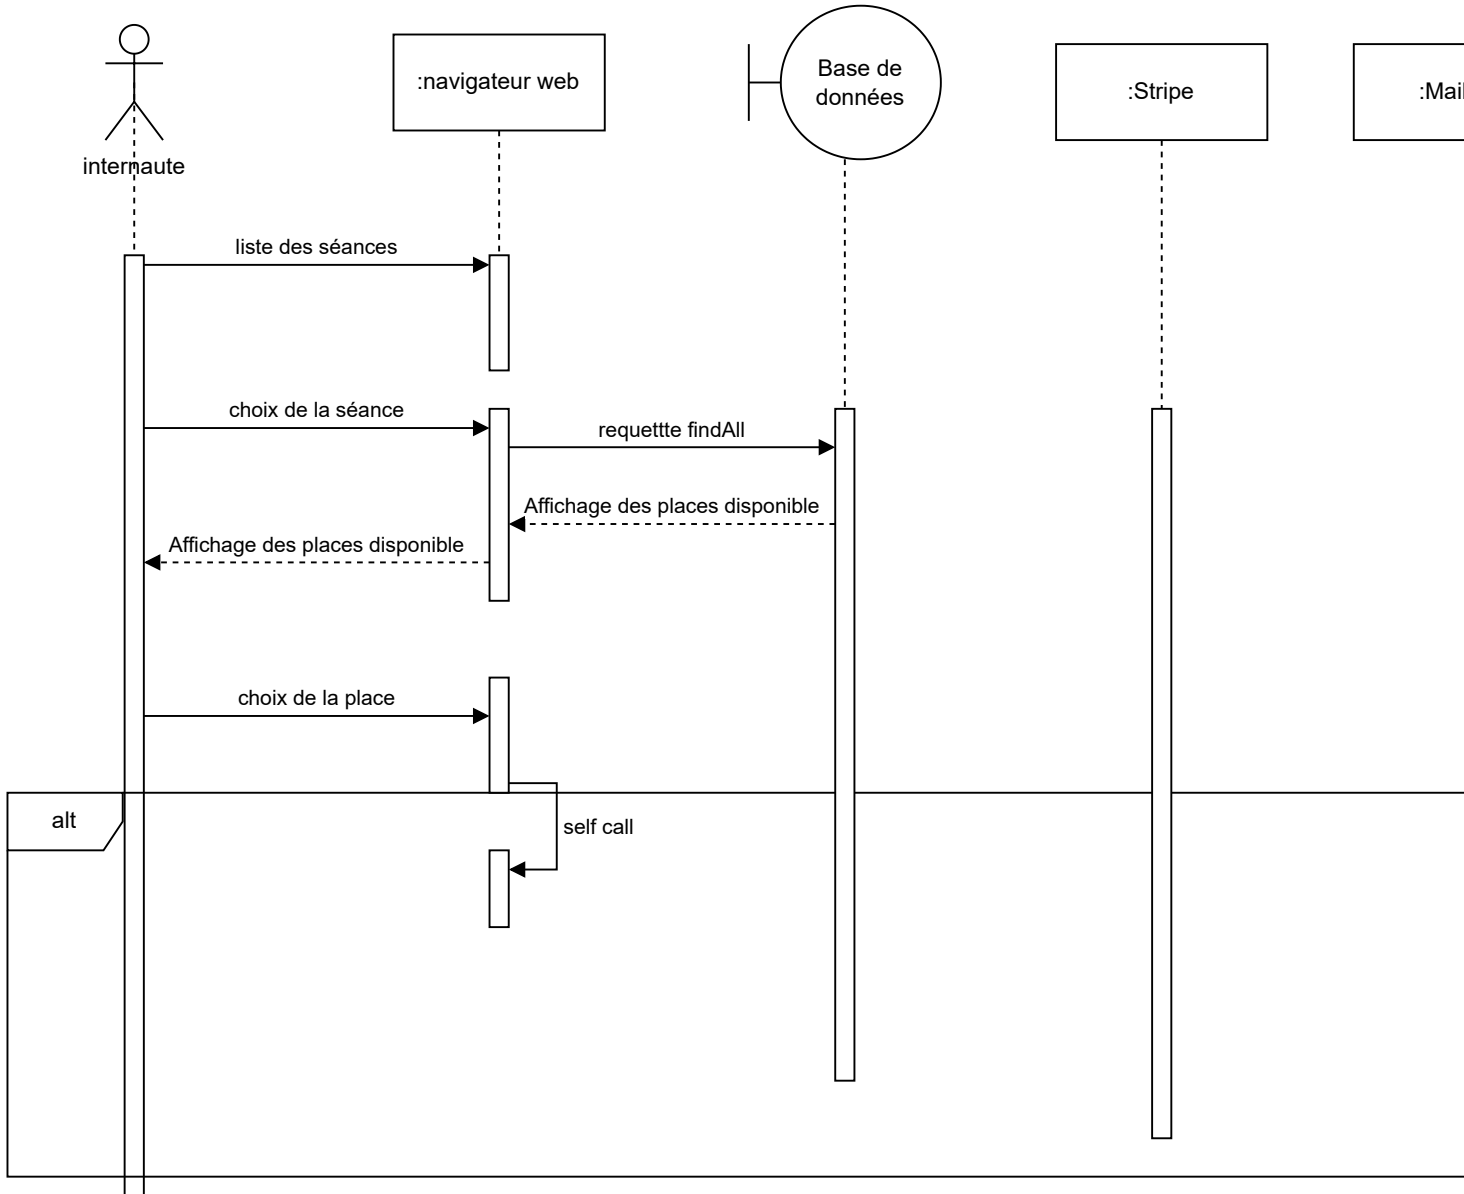 internaute
:navigateur web
Base de
données
:Stripe
:Mail
liste des séances
choix de la séance
requettte findAll
Affichage des places disponible
Affichage des places disponible
choix de la place
alt
self call